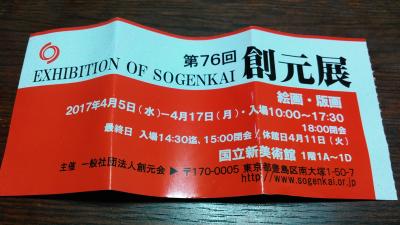 第76回
EXHIBITION OF SOGENKAI 創元展
絵画・版画
2017年4月5日(水)ー4月17日(月)・入場10:00〜17:30
18:00閉会
最終日 入場14:30迄、15:00閉会 / 休館日4月11日(火)
国立新美術館 1階1A〜1D
主催 一般社団法人創元会 ▶ 〒170-0005 東京都豊島区南大塚1-50-7
http://www.sogenkai.or.jp